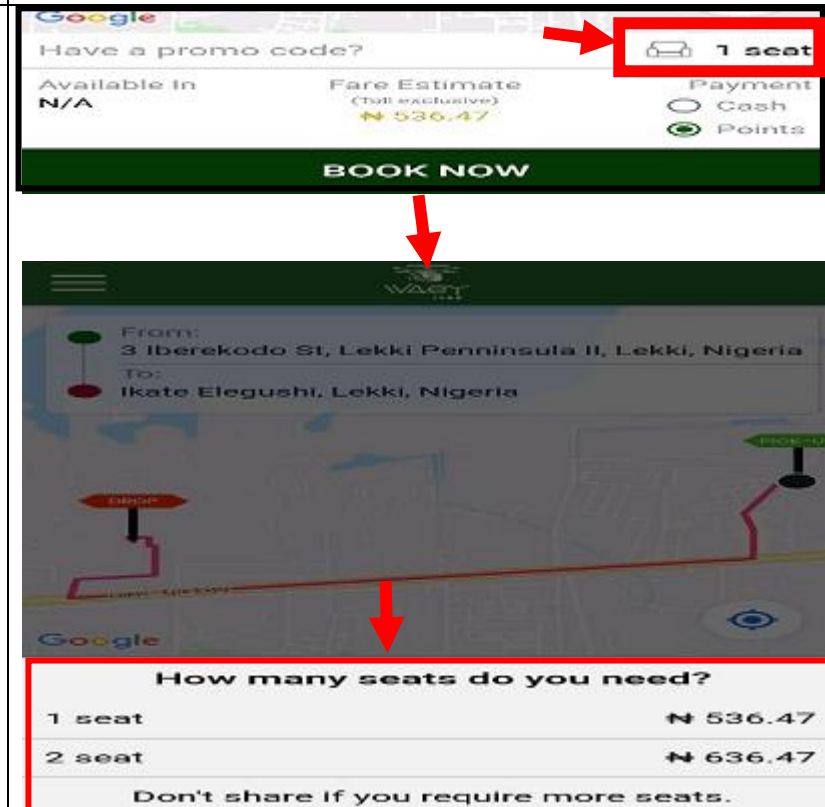 Google
Have a promo code? 1 seat
Available In Fare Estimate Payment
N/A (Toll exclusive) Cash
₦ 536.47 Points
BOOK NOW
From:
3 Iberekodo St, Lekki Penninsula II, Lekki, Nigeria
To:
Ikate Elegushi, Lekki, Nigeria
PICK-U
DROP
Google
How many seats do you need?
1 seat ₦ 536.47
2 seat ₦ 636.47
Don't share if you require more seats.